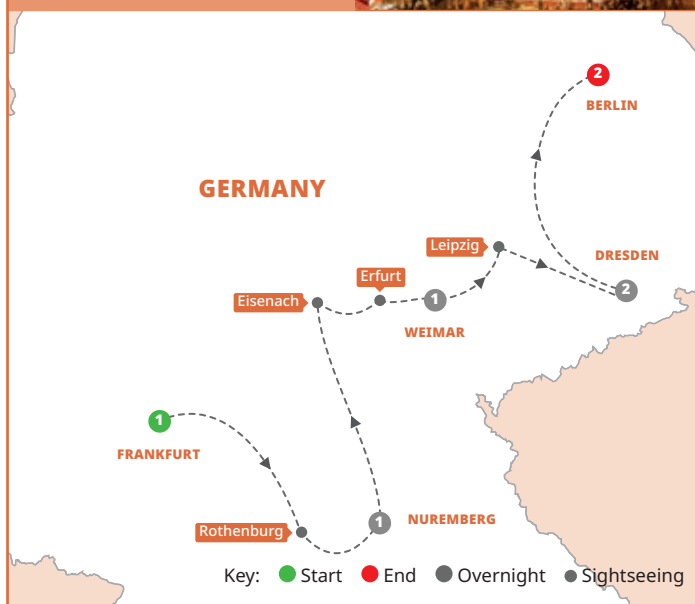 2
BERLIN
GERMANY
Leipzig
DRESDEN
Erfurt
2
Eisenach
1
WEIMAR
1
FRANKFURT
NUREMBERG
1
Rothenburg
Key: Start End Overnight Sightseeing